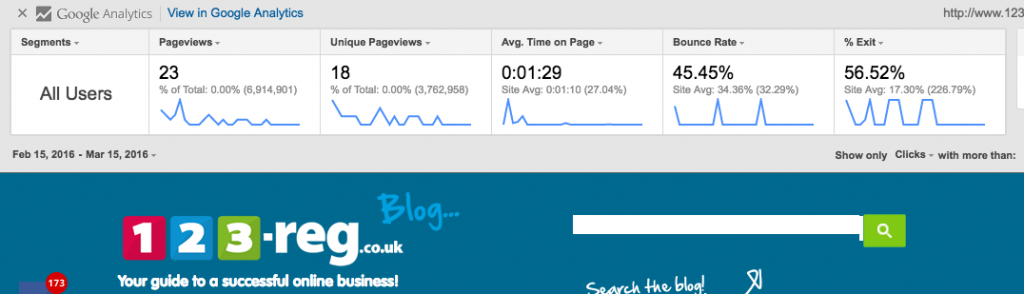 Google Analytics View in Google Analytics http://www.123
Segments Pageviews Unique Pageviews Avg. Time on Page Bounce Rate % Exit
All Users 23 18 0:01:29 45.45% 56.52%
% of Total: 0.00% (6,914,901) % of Total: 0.00% (3,762,958) Site Avg: 0:01:10 (27.04%) Site Avg: 34.36% (32.29%) Site Avg: 17.30% (226.79%)
Feb 15, 2016 - Mar 15, 2016 Show only Clicks with more than:
Blog...
123-reg.co.uk
Your guide to a successful online business!
173
Search the blog!